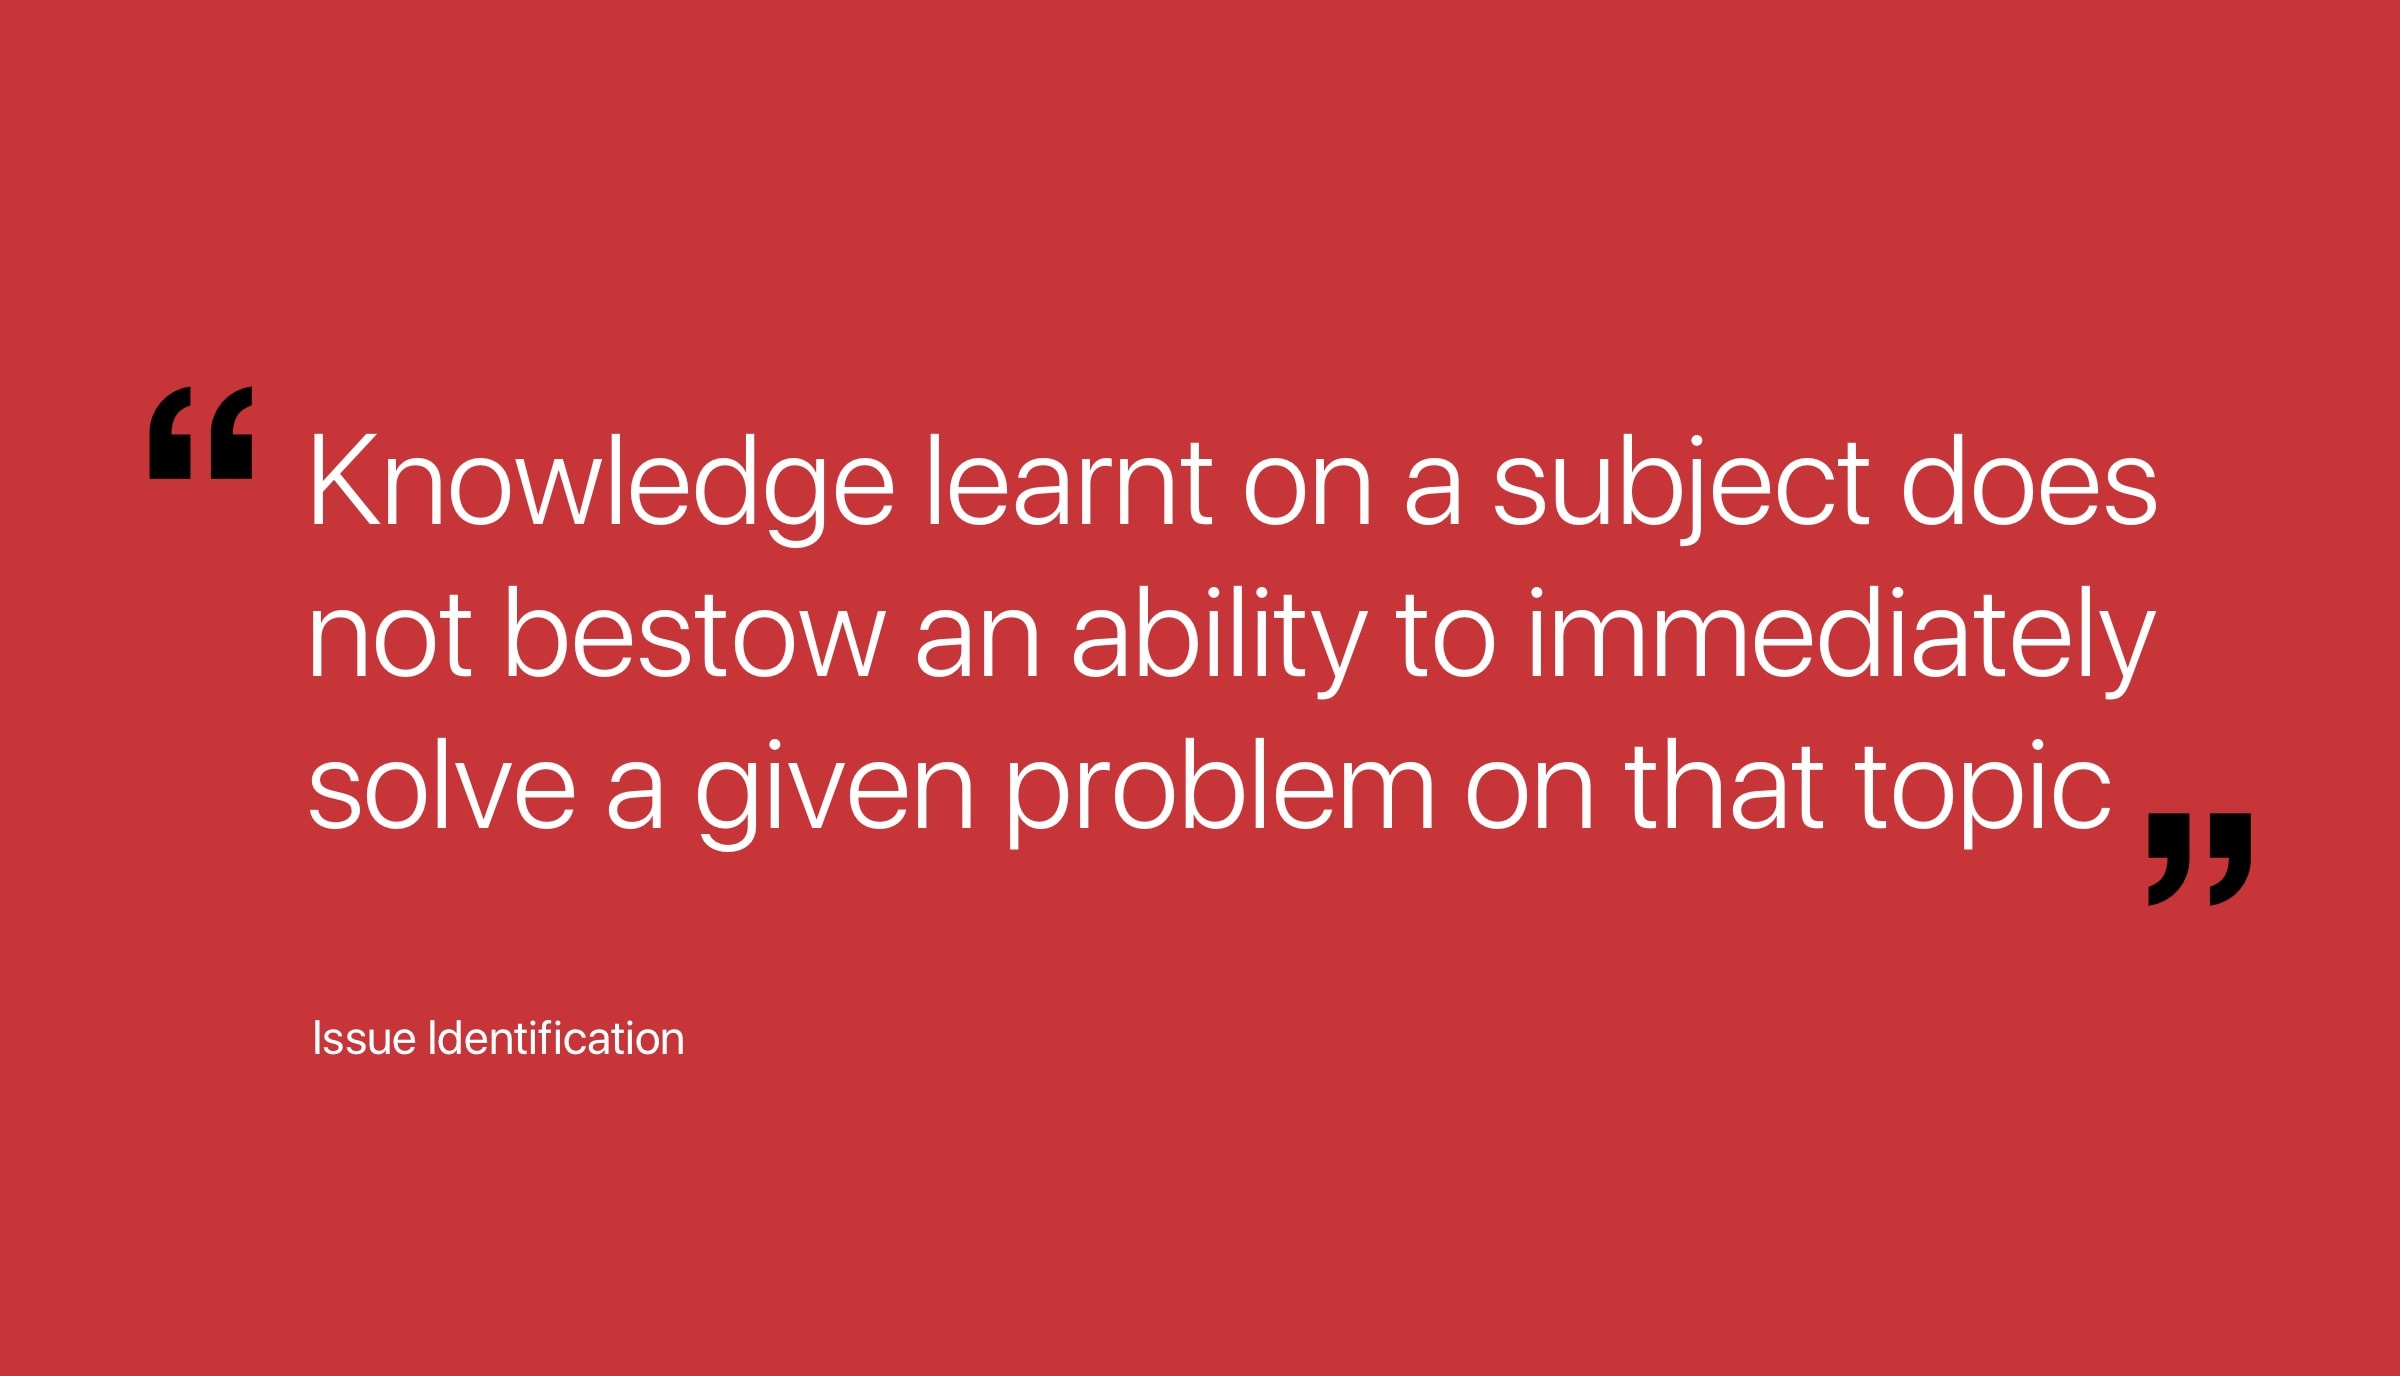 “Knowledge learnt on a subject does
not bestow an ability to immediately
solve a given problem on that topic”
Issue Identification